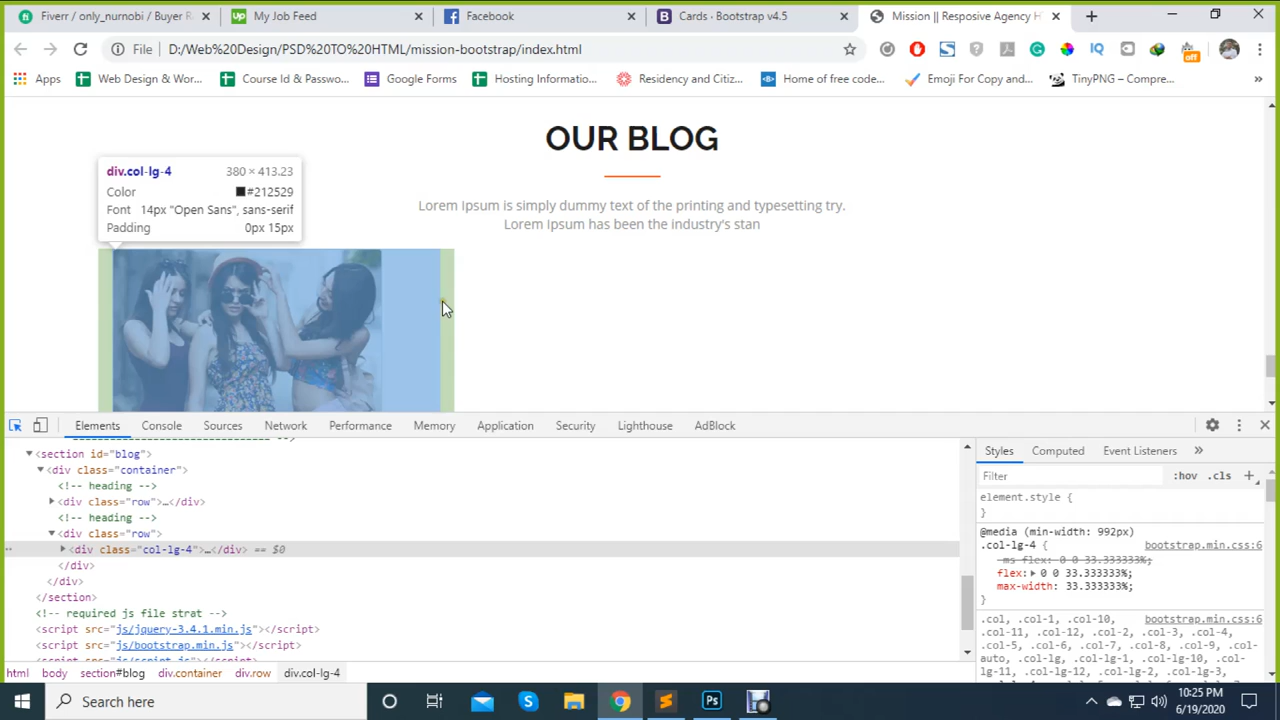 Fiverr / only_nurnobi / Buyer R
My Job Feed
Facebook
Cards · Bootstrap v4.5
Mission || Resposive Agency H
File D:/Web%20Design/PSD%20TO%20HTML/mission-bootstrap/index.html
Apps
Web Design & Wor...
Course Id & Passwo...
Google Forms
Hosting Informatio...
Residency and Citiz...
Home of free code...
Emoji For Copy and...
TinyPNG – Compre...
off
OUR BLOG
Lorem Ipsum is simply dummy text of the printing and typesetting try.
Lorem Ipsum has been the industry's stan
div.col-lg-4 380 × 413.23
Color #212529
Font 14px "Open Sans", sans-serif
Padding 0px 15px
Elements Console Sources Network Performance Memory Application Security Lighthouse AdBlock
<section id="blog">
<div class="container">
<!-- heading -->
<div class="row">…</div>
<!-- heading -->
<div class="row">
<div class="col-lg-4">…</div> == $0
</div>
</div>
</section>
<!-- required js file strat -->
<script src="js/jquery-3.4.1.min.js"></script>
<script src="js/bootstrap.min.js"></script>
<script src="js/script.js"></script>
html body section#blog div.container div.row div.col-lg-4
Styles Computed Event Listeners »
Filter :hov .cls +
element.style {
}
@media (min-width: 992px)
.col-lg-4 { bootstrap.min.css:6
-ms-flex: 0 0 33.333333%;
flex: 0 0 33.333333%;
max-width: 33.333333%;
}
.col, .col-1, .col-10, bootstrap.min.css:6
.col-11, .col-12, .col-2, .col-3, .col-4,
.col-5, .col-6, .col-7, .col-8, .col-9,
.col-auto, .col-lg, .col-lg-1, .col-lg-10,
.col-lg-11, .col-lg-12, .col-lg-2,
Search here
10:25 PM
6/19/2020